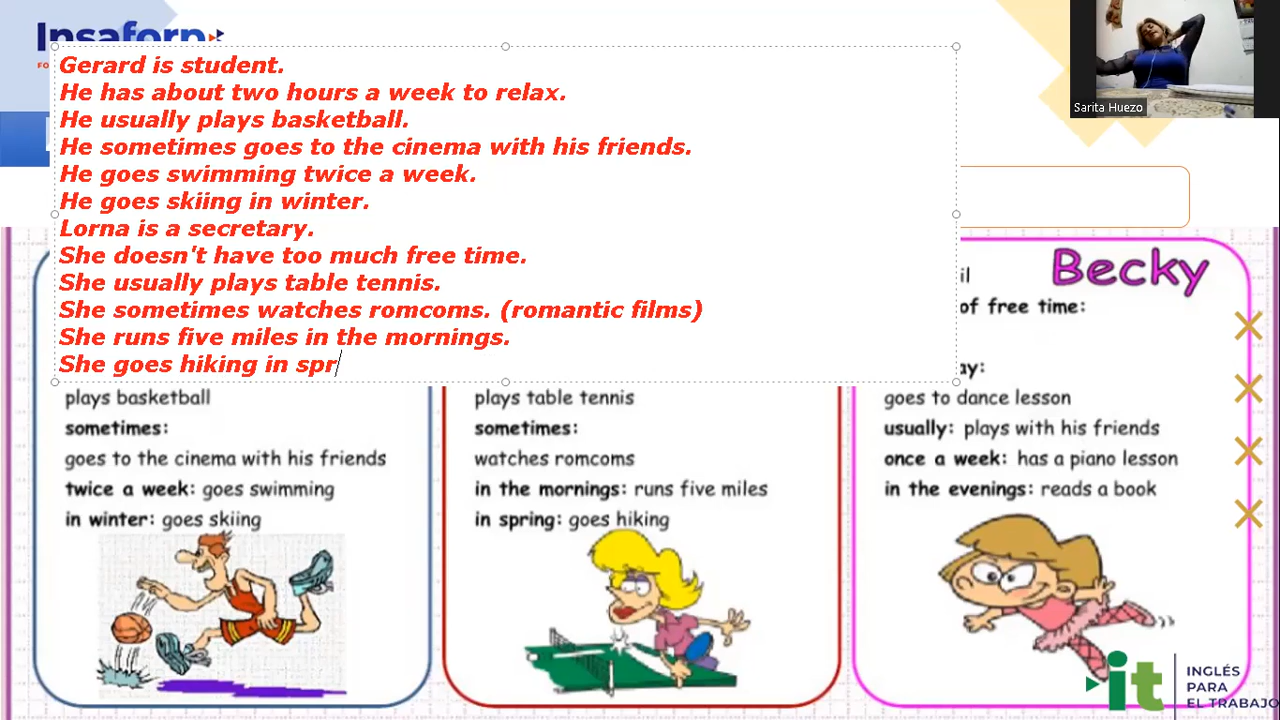 Insaforp
Gerard is student.
He has about two hours a week to relax.
He usually plays basketball.
He sometimes goes to the cinema with his friends.
He goes swimming twice a week.
He goes skiing in winter.
Lorna is a secretary.
She doesn't have too much free time.
She usually plays table tennis.
She sometimes watches romcoms. (romantic films)
She runs five miles in the mornings.
She goes hiking in spr
Sarita Huezo
plays basketball
sometimes:
goes to the cinema with his friends
twice a week: goes swimming
in winter: goes skiing
plays table tennis
sometimes:
watches romcoms
in the mornings: runs five miles
in spring: goes hiking
Becky
of free time:
goes to dance lesson
usually: plays with his friends
once a week: has a piano lesson
in the evenings: reads a book
it
INGLÉS
PARA
EL TRABAJO